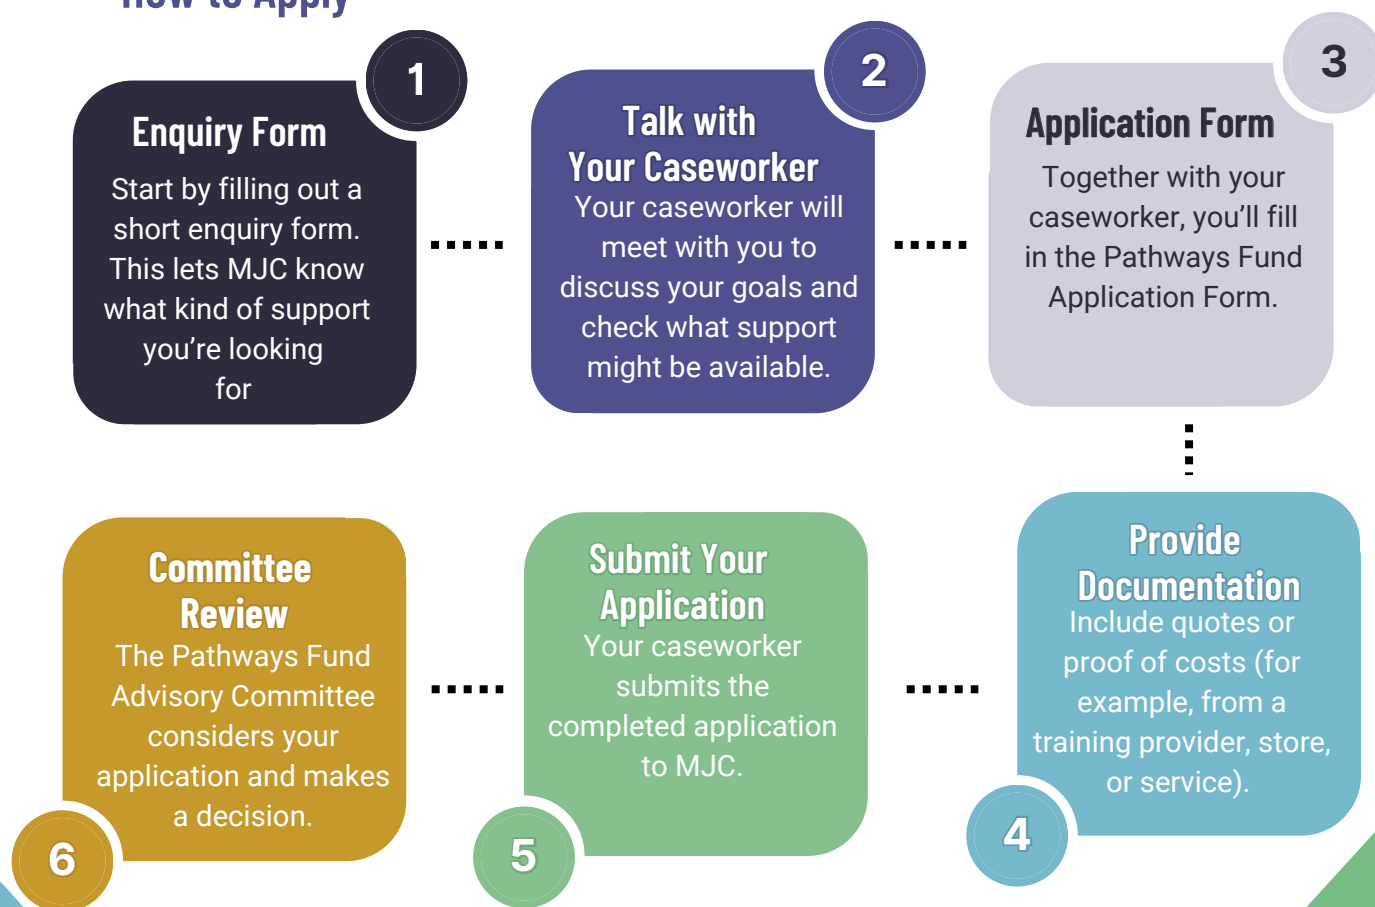 How to Apply
1
Enquiry Form
Start by filling out a
short enquiry form.
This lets MJC know
what kind of support
you're looking
for
2
Talk with
Your Caseworker
Your caseworker will
meet with you to
discuss your goals and
check what support
might be available.
3
Application Form
Together with your
caseworker, you'll fill
in the Pathways Fund
Application Form.
Provide
Documentation
Include quotes or
proof of costs (for
example, from a
training provider, store,
or service).
4
Submit Your
Application
Your caseworker
submits the
completed application
to MJC.
5
Committee
Review
The Pathways Fund
Advisory Committee
considers your
application and makes
a decision.
6